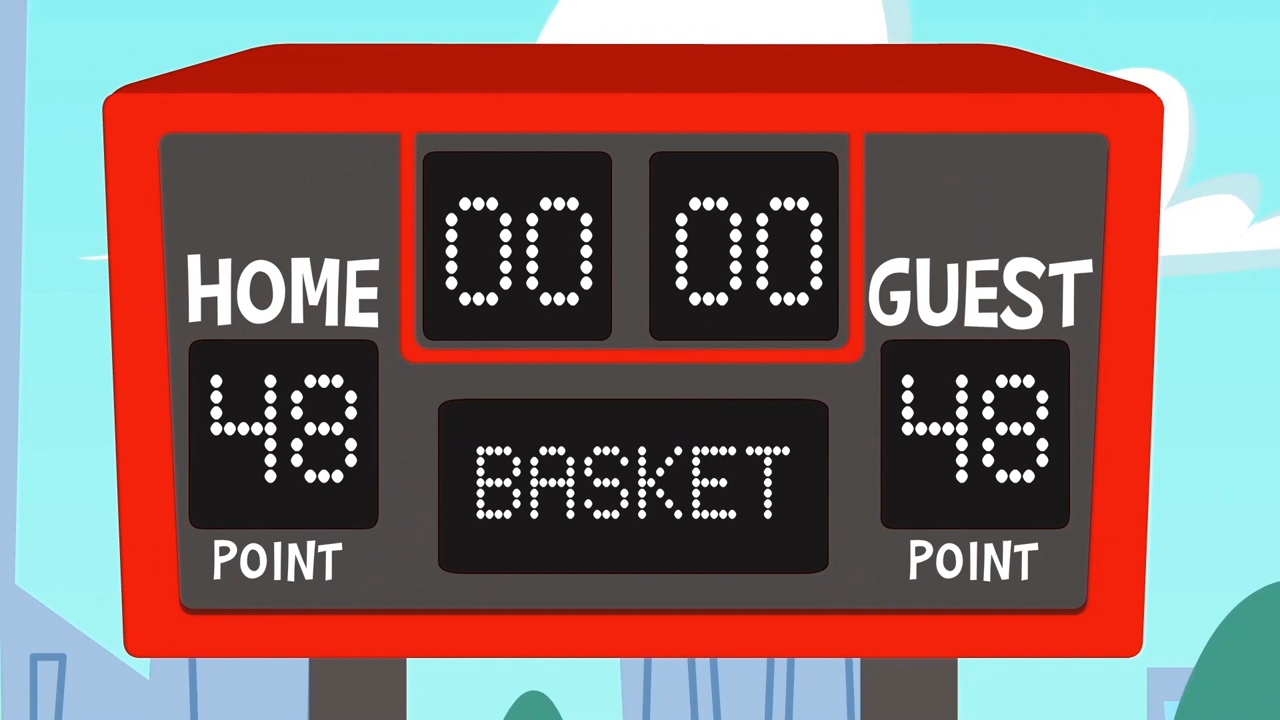 00 00
HOME GUEST
48 48
BASKET
POINT POINT